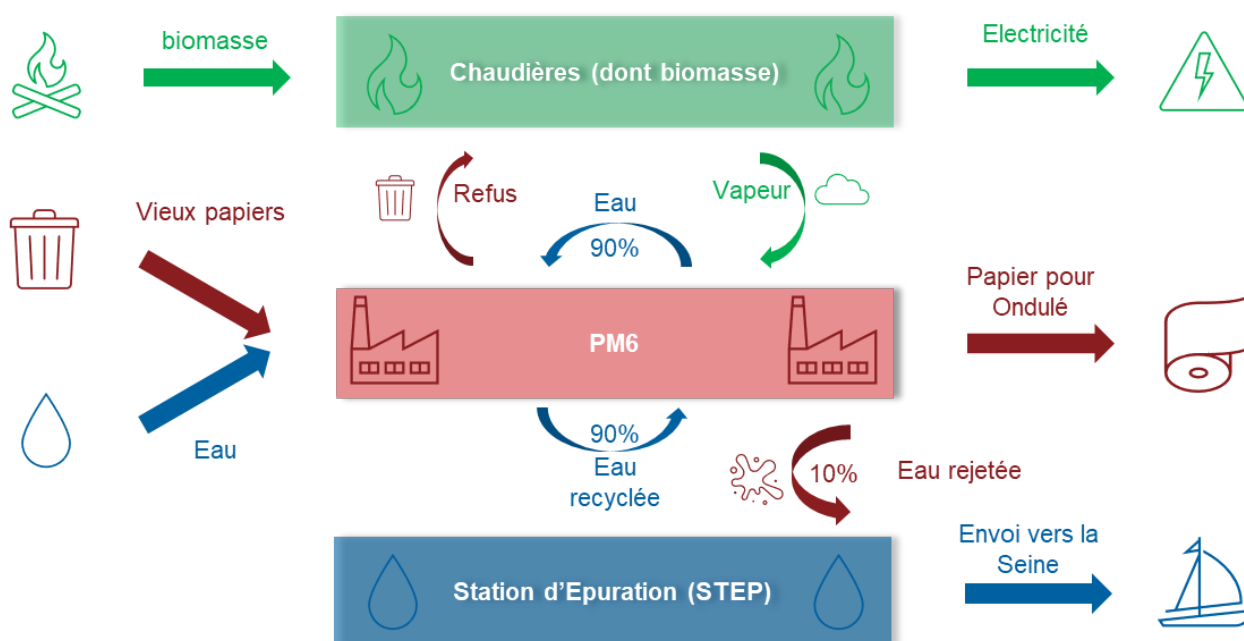 biomasse
Chaudières (dont biomasse)
Electricité
Vieux papiers
Refus
Eau
90%
Vapeur
Papier pour
Ondulé
PM6
Eau
90%
Eau
recyclée
10%
Eau rejetée
Station d’Epuration (STEP)
Envoi vers la
Seine